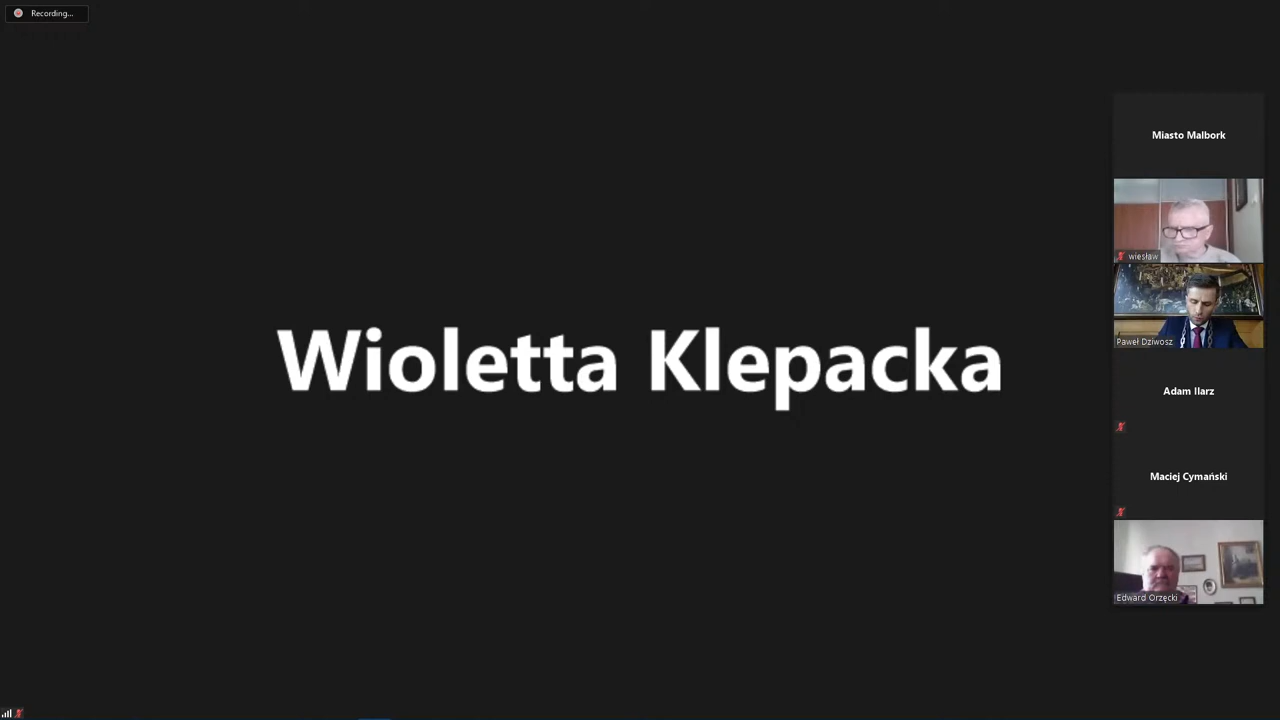 Recording...
Wioletta Klepacka
Miasto Malbork
wiesław
Paweł Dziwosz
Adam Ilarz
Maciej Cymański
Edward Orzęcki